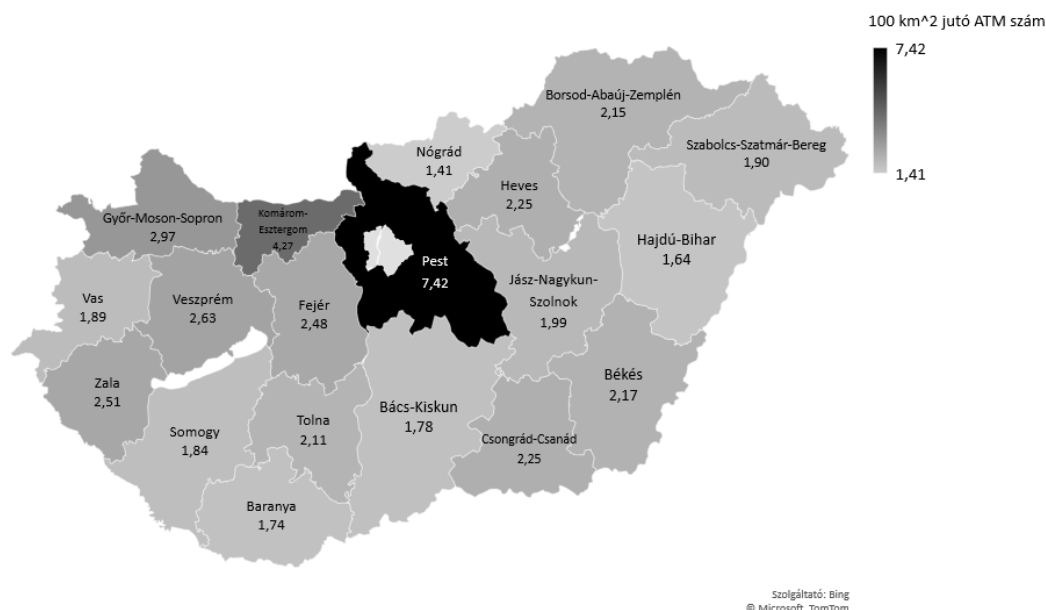 100 km^2 jutó ATM szám
7,42
1,41
Borsod-Abaúj-Zemplén
2,15
Szabolcs-Szatmár-Bereg
1,90
Nógrád
1,41
Heves
2,25
Győr-Moson-Sopron
2,97
Komárom-
Esztergom
4,27
Hajdú-Bihar
1,64
Pest
7,42
Jász-Nagykun-
Szolnok
1,99
Vas
1,89
Veszprém
2,63
Fejér
2,48
Békés
2,17
Zala
2,51
Bács-Kiskun
1,78
Tolna
2,11
Somogy
1,84
Csongrád-Csanád
2,25
Baranya
1,74
Szolgáltató: Bing
© Microsoft, TomTom